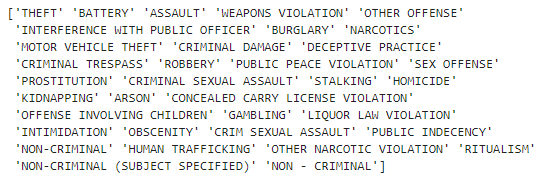 ['THEFT' 'BATTERY' 'ASSAULT' 'WEAPONS VIOLATION' 'OTHER OFFENSE'
'INTERFERENCE WITH PUBLIC OFFICER' 'BURGLARY' 'NARCOTICS'
'MOTOR VEHICLE THEFT' 'CRIMINAL DAMAGE' 'DECEPTIVE PRACTICE'
'CRIMINAL TRESPASS' 'ROBBERY' 'PUBLIC PEACE VIOLATION' 'SEX OFFENSE'
'PROSTITUTION' 'CRIMINAL SEXUAL ASSAULT' 'STALKING' 'HOMICIDE'
'KIDNAPPING' 'ARSON' 'CONCEALED CARRY LICENSE VIOLATION'
'OFFENSE INVOLVING CHILDREN' 'GAMBLING' 'LIQUOR LAW VIOLATION'
'INTIMIDATION' 'OBSCENITY' 'CRIM SEXUAL ASSAULT' 'PUBLIC INDECENCY'
'NON-CRIMINAL' 'HUMAN TRAFFICKING' 'OTHER NARCOTIC VIOLATION' 'RITUALISM'
'NON-CRIMINAL (SUBJECT SPECIFIED)' 'NON - CRIMINAL']